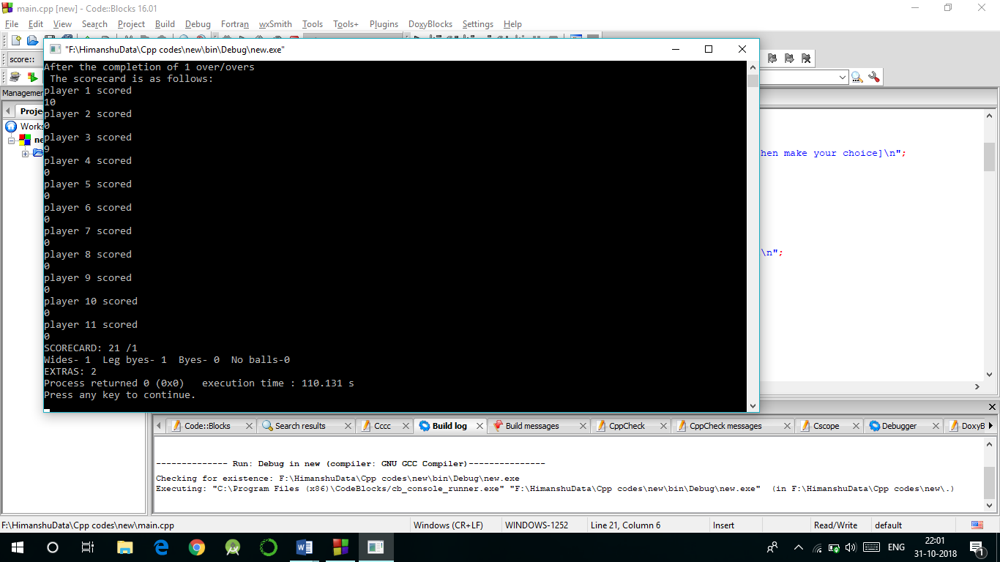 main.cpp [new] - Code::Blocks 16.01
File Edit View Search Project Build Debug Fortran wxSmith Tools Tools+ Plugins DoxyBlocks Settings Help
"F:\HimanshuData\Cpp codes\new\bin\Debug\new.exe"
score::
Managemen
Proje
Works
ne
After the completion of 1 over/overs
The scorecard is as follows:
player 1 scored
10
player 2 scored
0
player 3 scored
9
player 4 scored
0
player 5 scored
0
player 6 scored
0
player 7 scored
0
player 8 scored
0
player 9 scored
0
player 10 scored
0
player 11 scored
0
SCORECARD: 21 /1
Wides- 1  Leg byes- 1  Byes- 0  No balls-0
EXTRAS: 2
Process returned 0 (0x0)   execution time : 110.131 s
Press any key to continue.
hen make your choice]\n";
\n";
Code::Blocks Search results Cccc Build log Build messages CppCheck CppCheck messages Cscope Debugger DoxyB
-------------- Run: Debug in new (compiler: GNU GCC Compiler)---------------
Checking for existence: F:\HimanshuData\Cpp codes\new\bin\Debug\new.exe
Executing: "C:\Program Files (x86)\CodeBlocks/cb_console_runner.exe" "F:\HimanshuData\Cpp codes\new\bin\Debug\new.exe"  (in F:\HimanshuData\Cpp codes\new\.)
F:\HimanshuData\Cpp codes\new\main.cpp Windows (CR+LF) WINDOWS-1252 Line 21, Column 6 Insert Read/Write default
ENG
22:01
31-10-2018
1